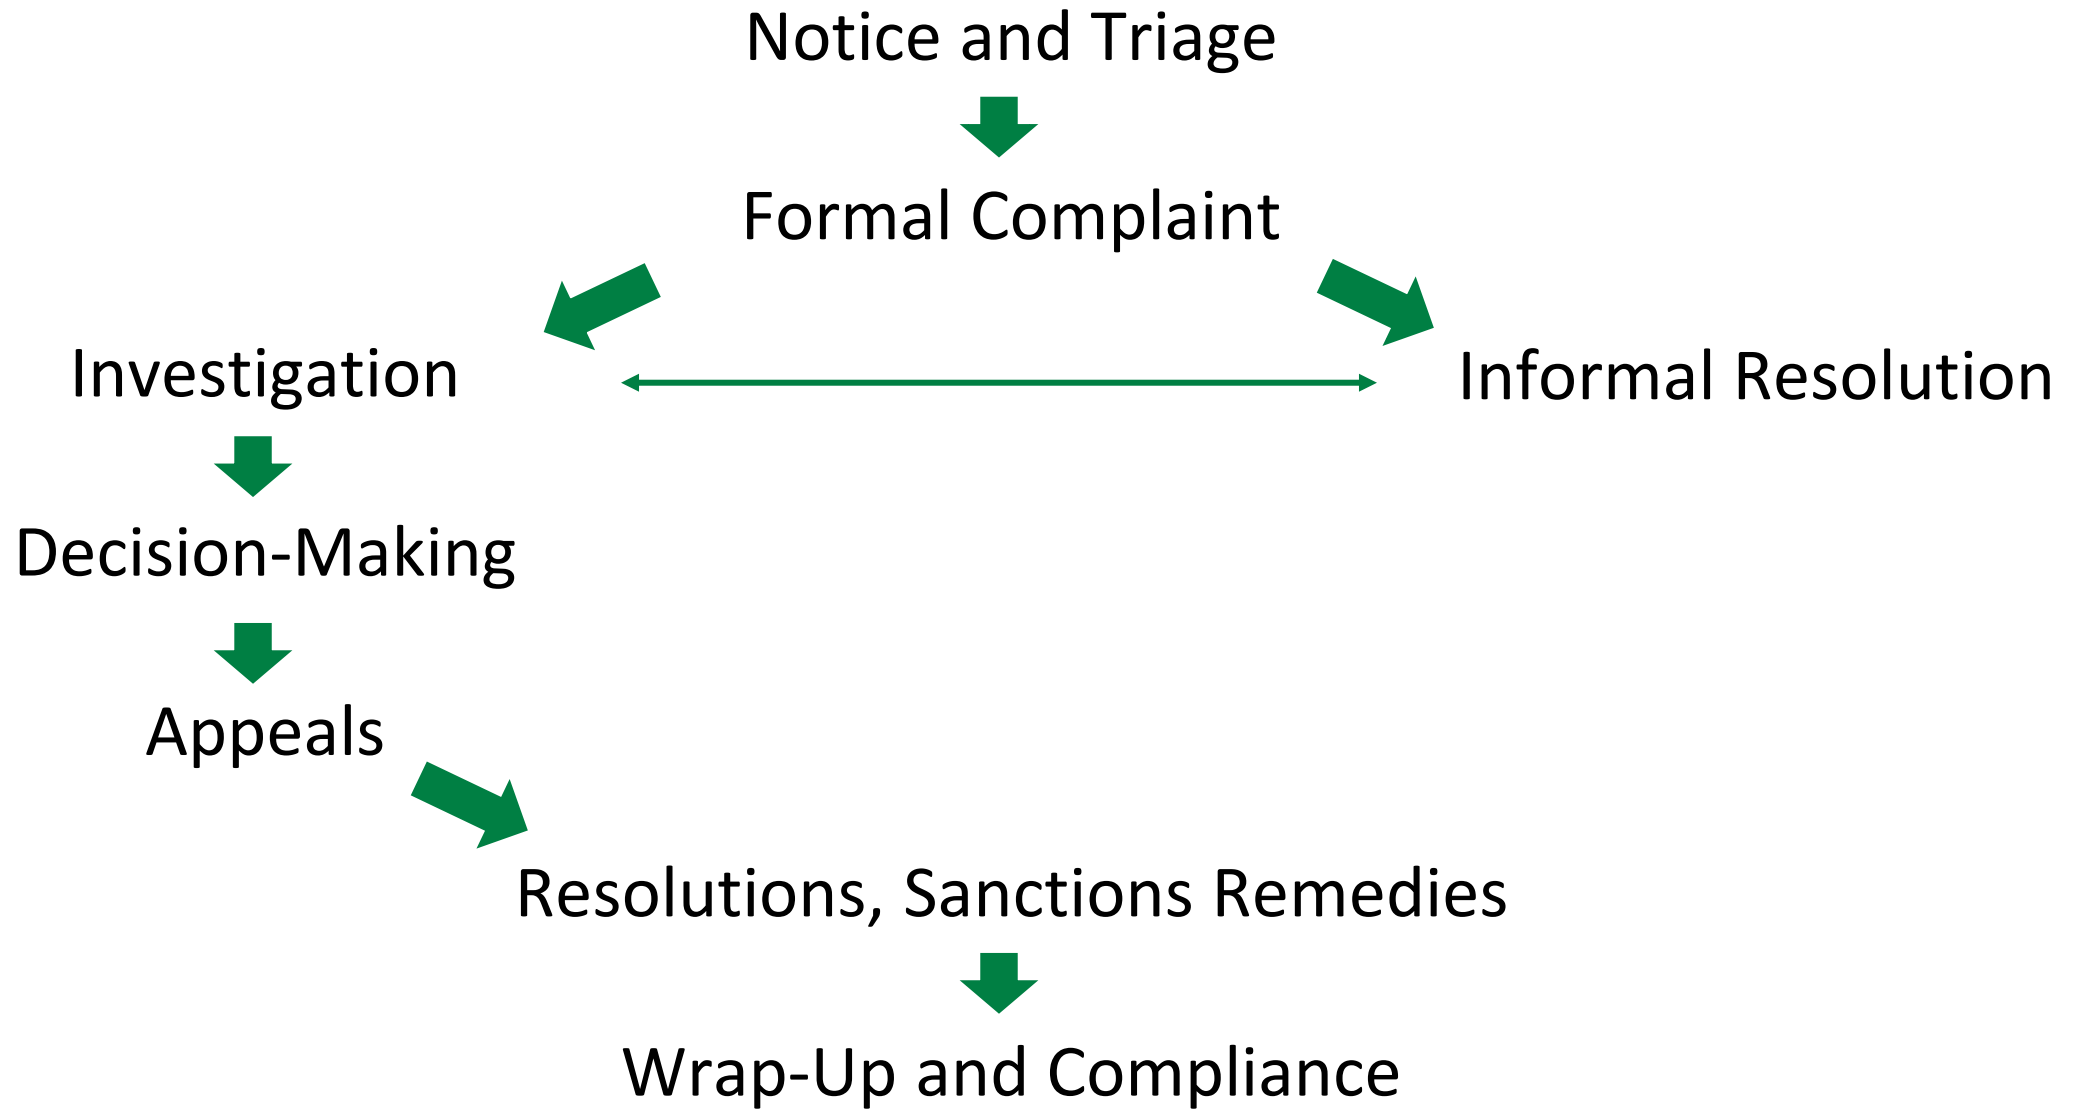 Notice and Triage
Formal Complaint
Investigation
Informal Resolution
Decision-Making
Appeals
Resolutions, Sanctions Remedies
Wrap-Up and Compliance